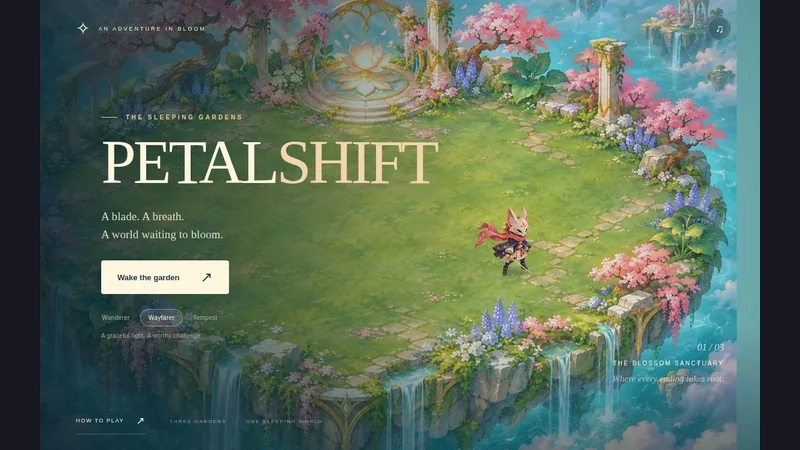 AN ADVENTURE IN BLOOM
THE SLEEPING GARDENS
PETALSHIFT
A blade. A breath.
A world waiting to bloom.
Wake the garden
Wanderer Wayfarer Tempest
A graceful fight. A worthy challenge.
01 / 03
THE BLOSSOM SANCTUARY
Where every ending takes root.
HOW TO PLAY THREE GARDENS ONE SLEEPING WORLD